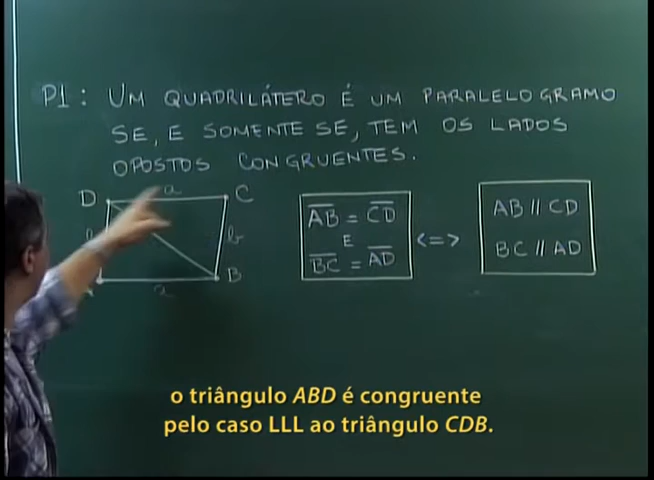 P1: UM QUADRILÁTERO É UM PARALELOGRAMO
SE, E SOMENTE SE, TEM OS LADOS
OPOSTOS CONGRUENTES.
D a C
b b
A a B
AB = CD
E
BC = AD
<=>
AB // CD
BC // AD
o triângulo ABD é congruente
pelo caso LLL ao triângulo CDB.